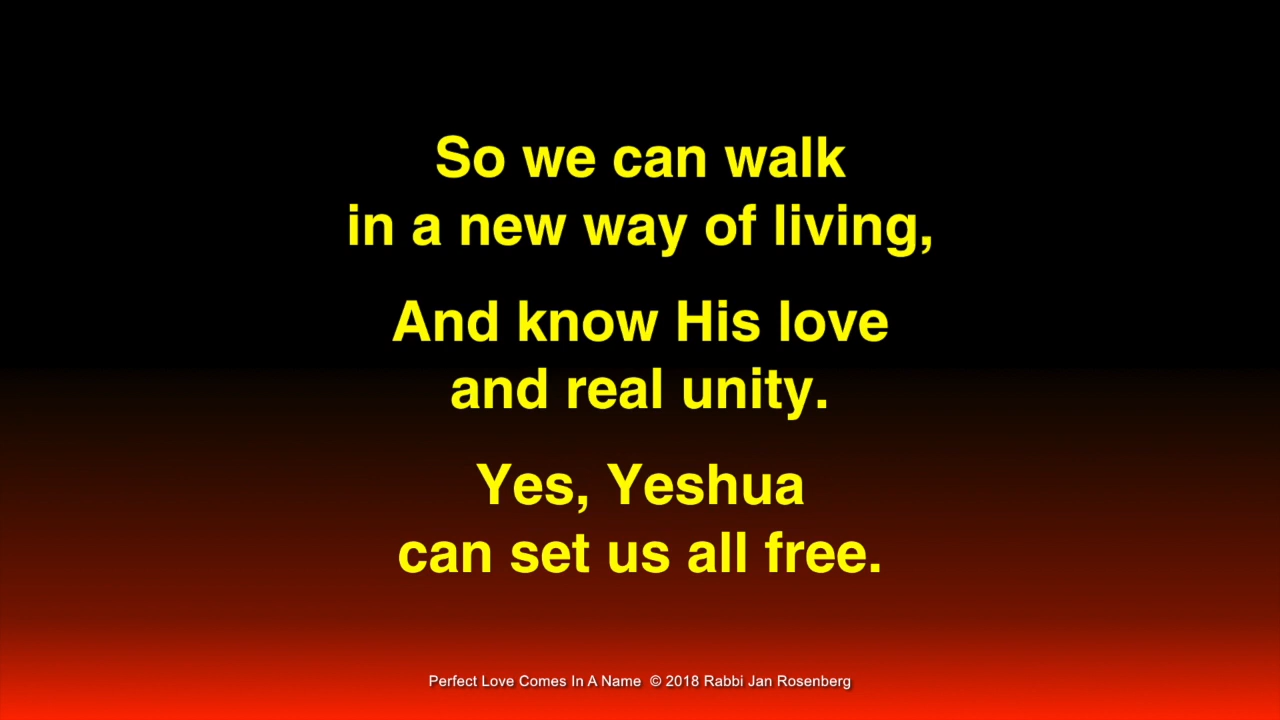 So we can walk
in a new way of living,
And know His love
and real unity.
Yes, Yeshua
can set us all free.
Perfect Love Comes In A Name © 2018 Rabbi Jan Rosenberg